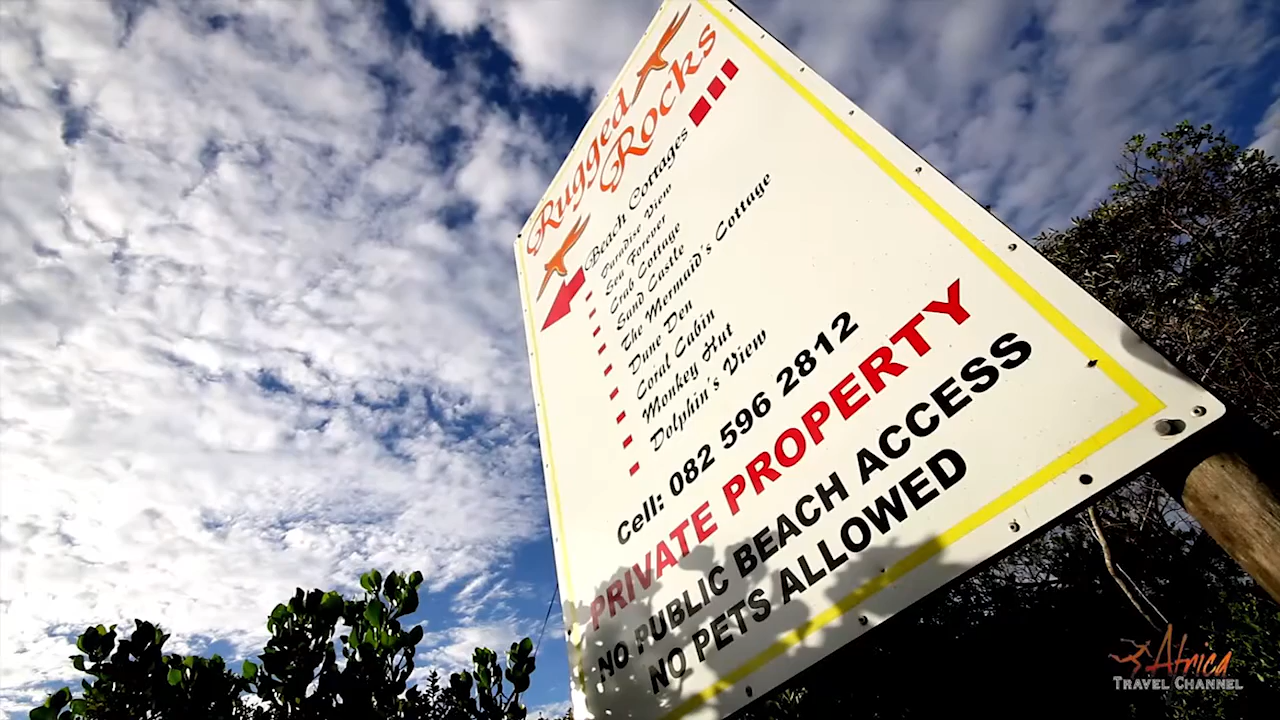 Rugged
Rocks
Beach Cottages
Paradise View
Sea Forever
Crab Cottage
Sand Castle
The Mermaid's Cottage
Dune Den
Coral Cabin
Monkey Hut
Dolphin's View
Cell: 082 596 2812
PRIVATE PROPERTY
NO PUBLIC BEACH ACCESS
NO PETS ALLOWED
Africa
TRAVEL CHANNEL